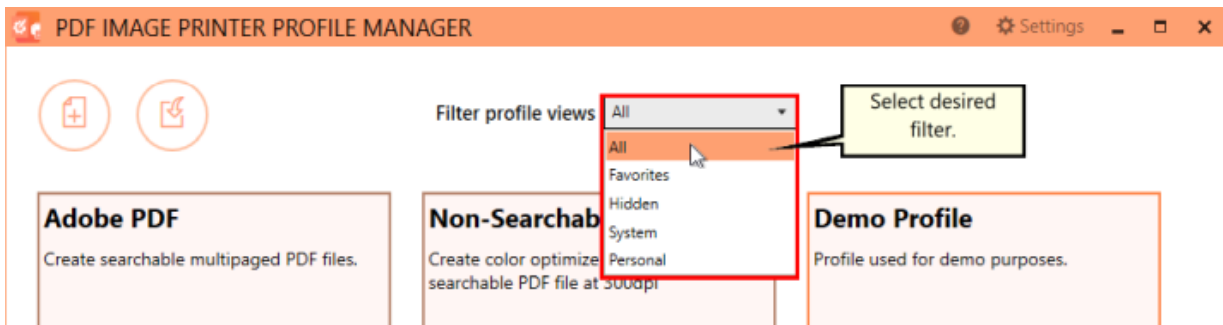 PDF IMAGE PRINTER PROFILE MANAGER
Settings
Filter profile views All
Select desired
filter.
All
Favorites
Hidden
System
Personal
Adobe PDF
Create searchable multipaged PDF files.
Non-Searchab
Create color optimize
searchable PDF file at 300dpi
Demo Profile
Profile used for demo purposes.